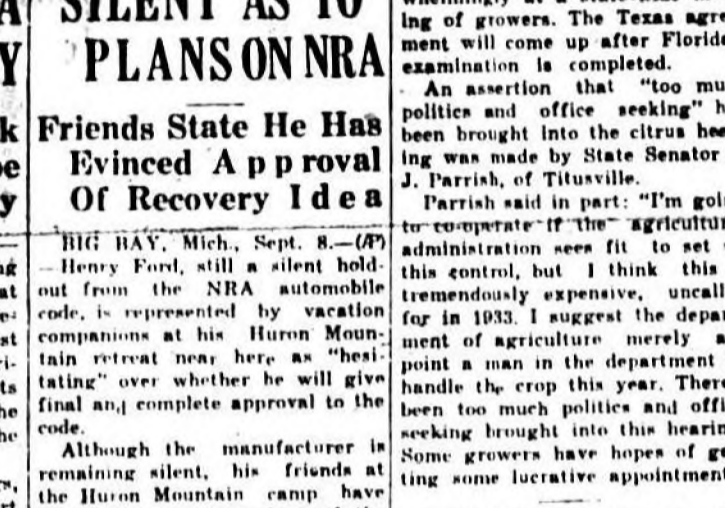 SILENT AS TO
PLANS ON NRA
Friends State He Has
Evinced Approval
Of Recovery Idea
BIG BAY, Mich., Sept. 8.—(AP)
—Henry Ford, still a silent hold-
out from the NRA automobile
code, is represented by vacation
companions at his Huron Moun-
tain retreat near here as "hesi-
tating" over whether he will give
final and complete approval to the
code.
Although the manufacturer is
remaining silent, his friends at
the Huron Mountain camp have
ing of growers. The Texas agre
ment will come up after Florida
examination is completed.
An assertion that "too mu
politics and office seeking" h
been brought into the citrus hea
ing was made by State Senator
J. Parrish, of Titusville.
Parrish said in part: "I'm goi
to co-operate if the agricultur
administration sees fit to set
this control, but I think this
tremendously expensive, uncall
for in 1933. I suggest the depar
ment of agriculture merely a
point a man in the department
handle the crop this year. There
been too much politics and offi
seeking brought into this hearin
Some growers have hopes of ge
ting some lucrative appointment